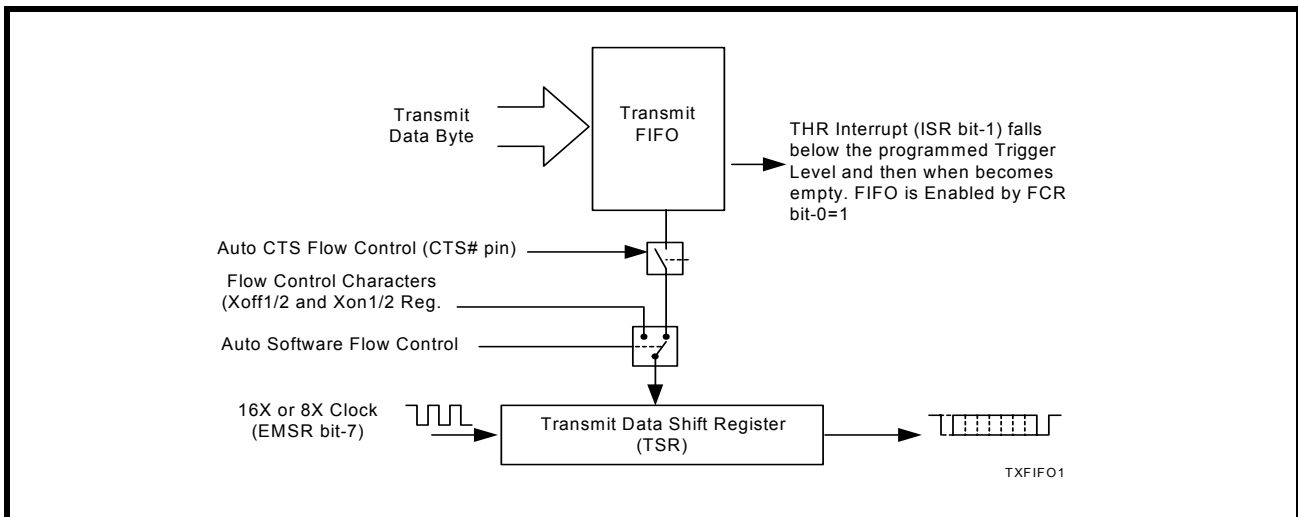 Transmit
Data Byte
Transmit
FIFO
THR Interrupt (ISR bit-1) falls
below the programmed Trigger
Level and then when becomes
empty. FIFO is Enabled by FCR
bit-0=1
Auto CTS Flow Control (CTS# pin)
Flow Control Characters
(Xoff1/2 and Xon1/2 Reg.
Auto Software Flow Control
16X or 8X Clock
(EMSR bit-7)
Transmit Data Shift Register
(TSR)
TXFIFO1